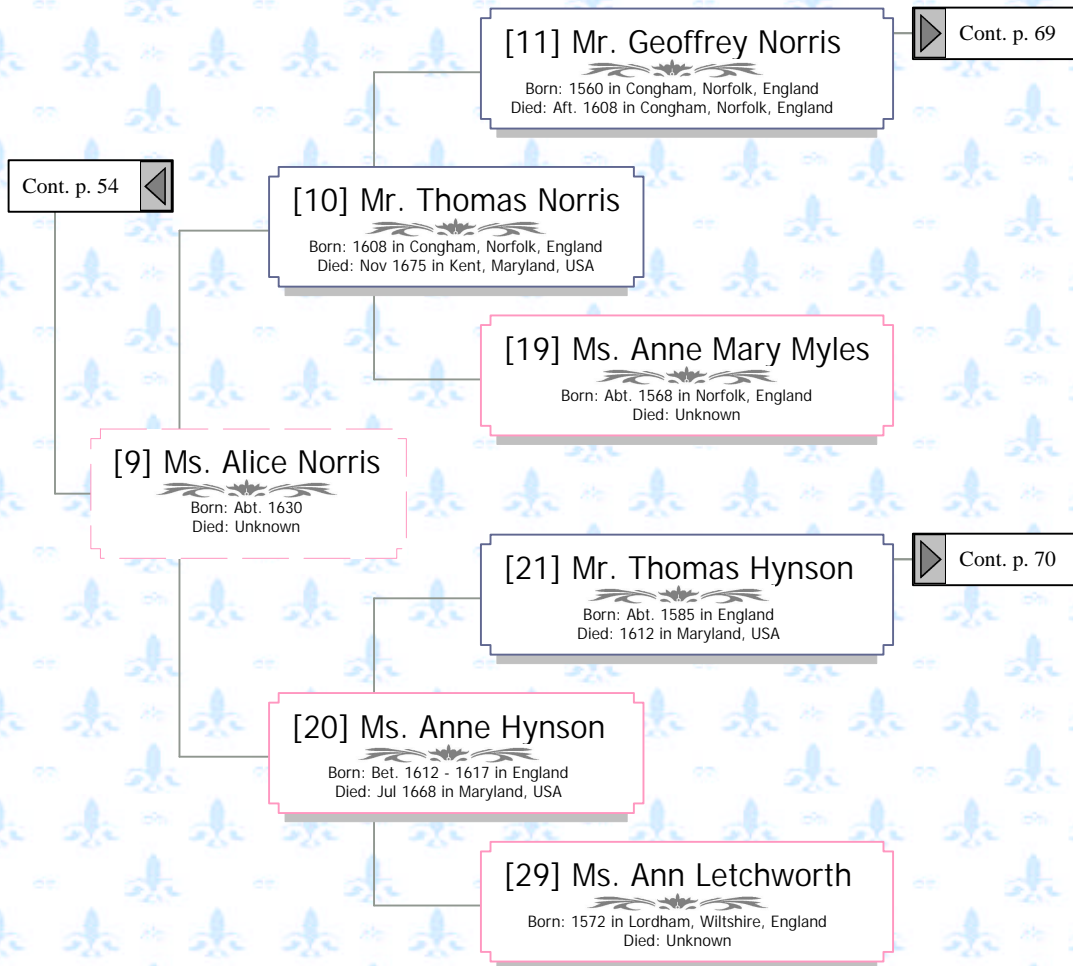 [11] Mr. Geoffrey Norris
Born: 1560 in Congham, Norfolk, England
Died: Aft. 1608 in Congham, Norfolk, England
Cont. p. 69
Cont. p. 54
[10] Mr. Thomas Norris
Born: 1608 in Congham, Norfolk, England
Died: Nov 1675 in Kent, Maryland, USA
[19] Ms. Anne Mary Myles
Born: Abt. 1568 in Norfolk, England
Died: Unknown
[9] Ms. Alice Norris
Born: Abt. 1630
Died: Unknown
[21] Mr. Thomas Hynson
Born: Abt. 1585 in England
Died: 1612 in Maryland, USA
Cont. p. 70
[20] Ms. Anne Hynson
Born: Bet. 1612 - 1617 in England
Died: Jul 1668 in Maryland, USA
[29] Ms. Ann Letchworth
Born: 1572 in Lordham, Wiltshire, England
Died: Unknown